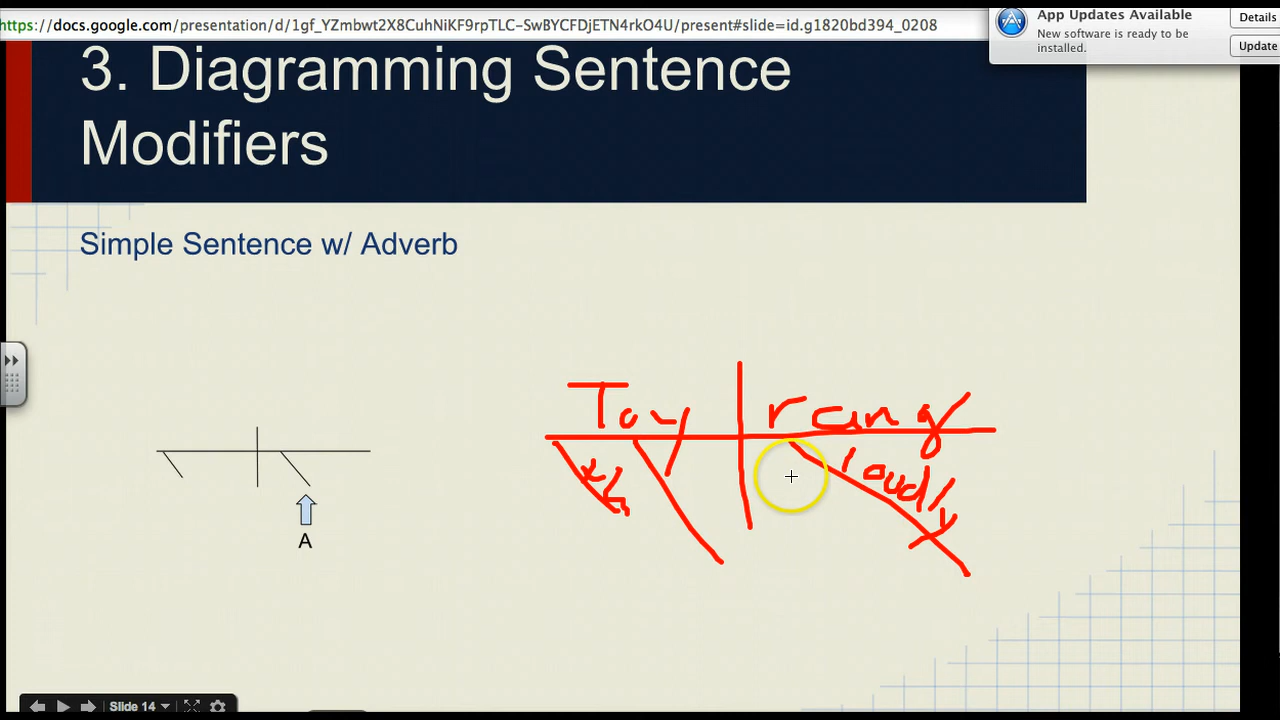 https://docs.google.com/presentation/d/1gf_YZmbwt2X8CuhNiKF9rpTLC-SwBYCFDjETN4rkO4U/present#slide=id.g1820bd394_0208
App Updates Available
New software is ready to be
installed.
Details
Update
3. Diagramming Sentence
Modifiers
Simple Sentence w/ Adverb
Toy rang
loudly
A
Slide 14